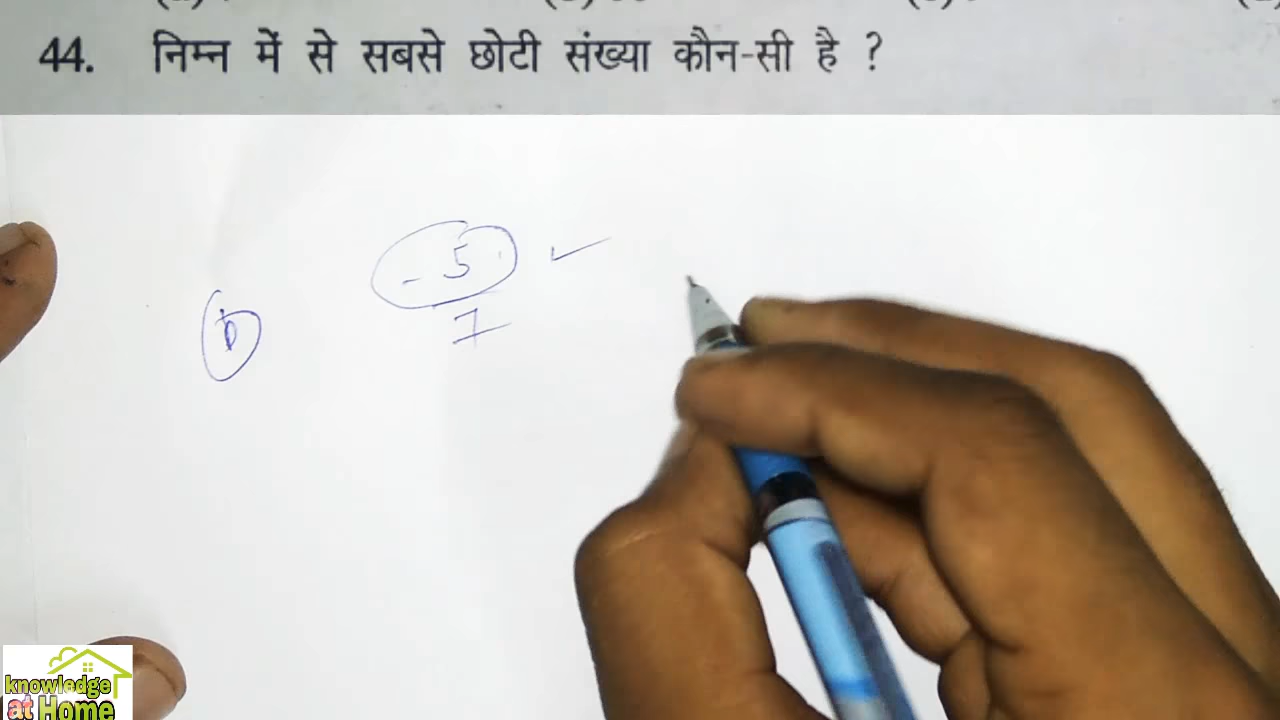 44. निम्न में से सबसे छोटी संख्या कौन-सी है ?
- 5
7
b
knowledge
at Home